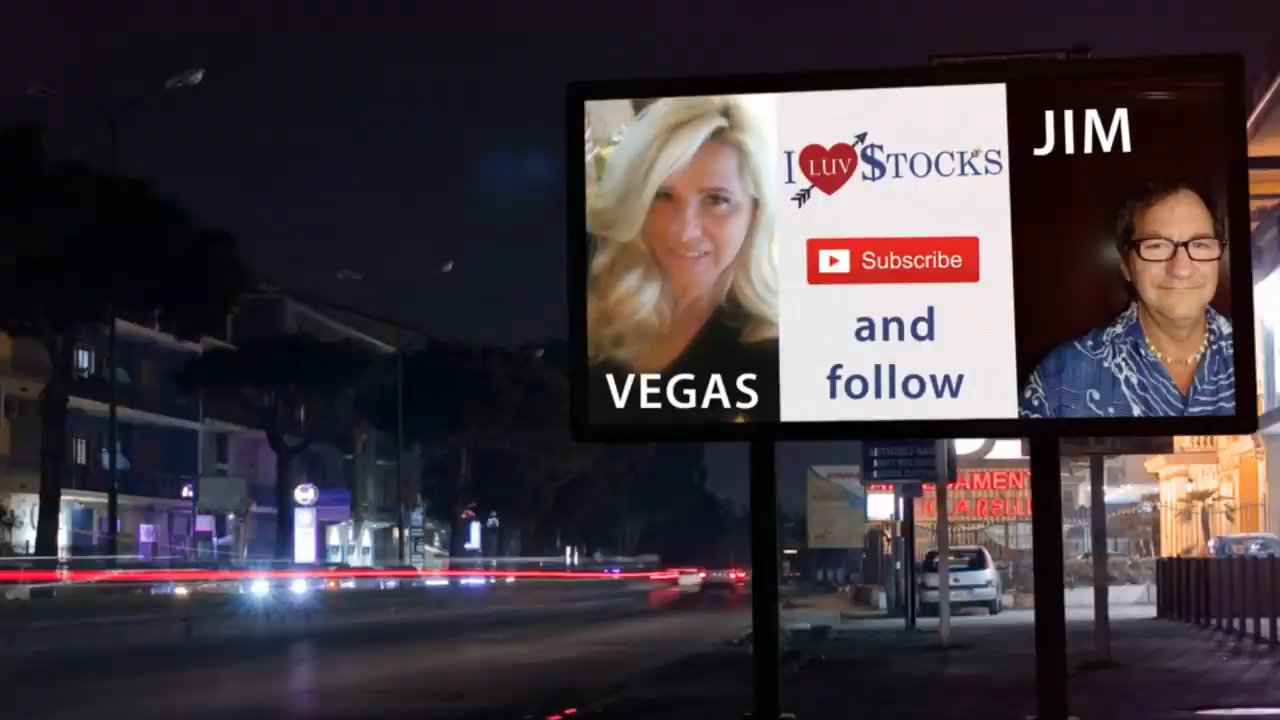 VEGAS
I LUV $TOCKS
Subscribe
and
follow
JIM